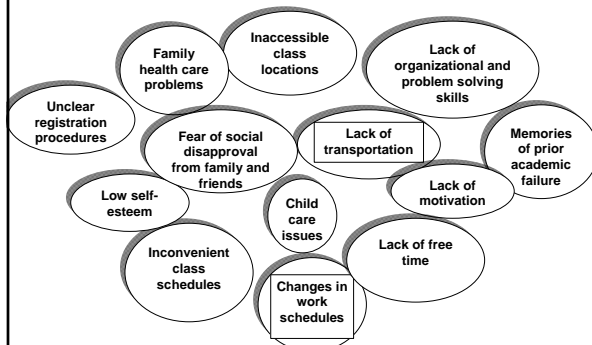 Family
health care
problems
Inaccessible
class
locations
Lack of
organizational and
problem solving
skills
Unclear
registration
procedures
Fear of social
disapproval
from family and
friends
Lack of
transportation
Memories
of prior
academic
failure
Low self-
esteem
Child
care
issues
Lack of
motivation
Inconvenient
class
schedules
Changes in
work
schedules
Lack of free
time